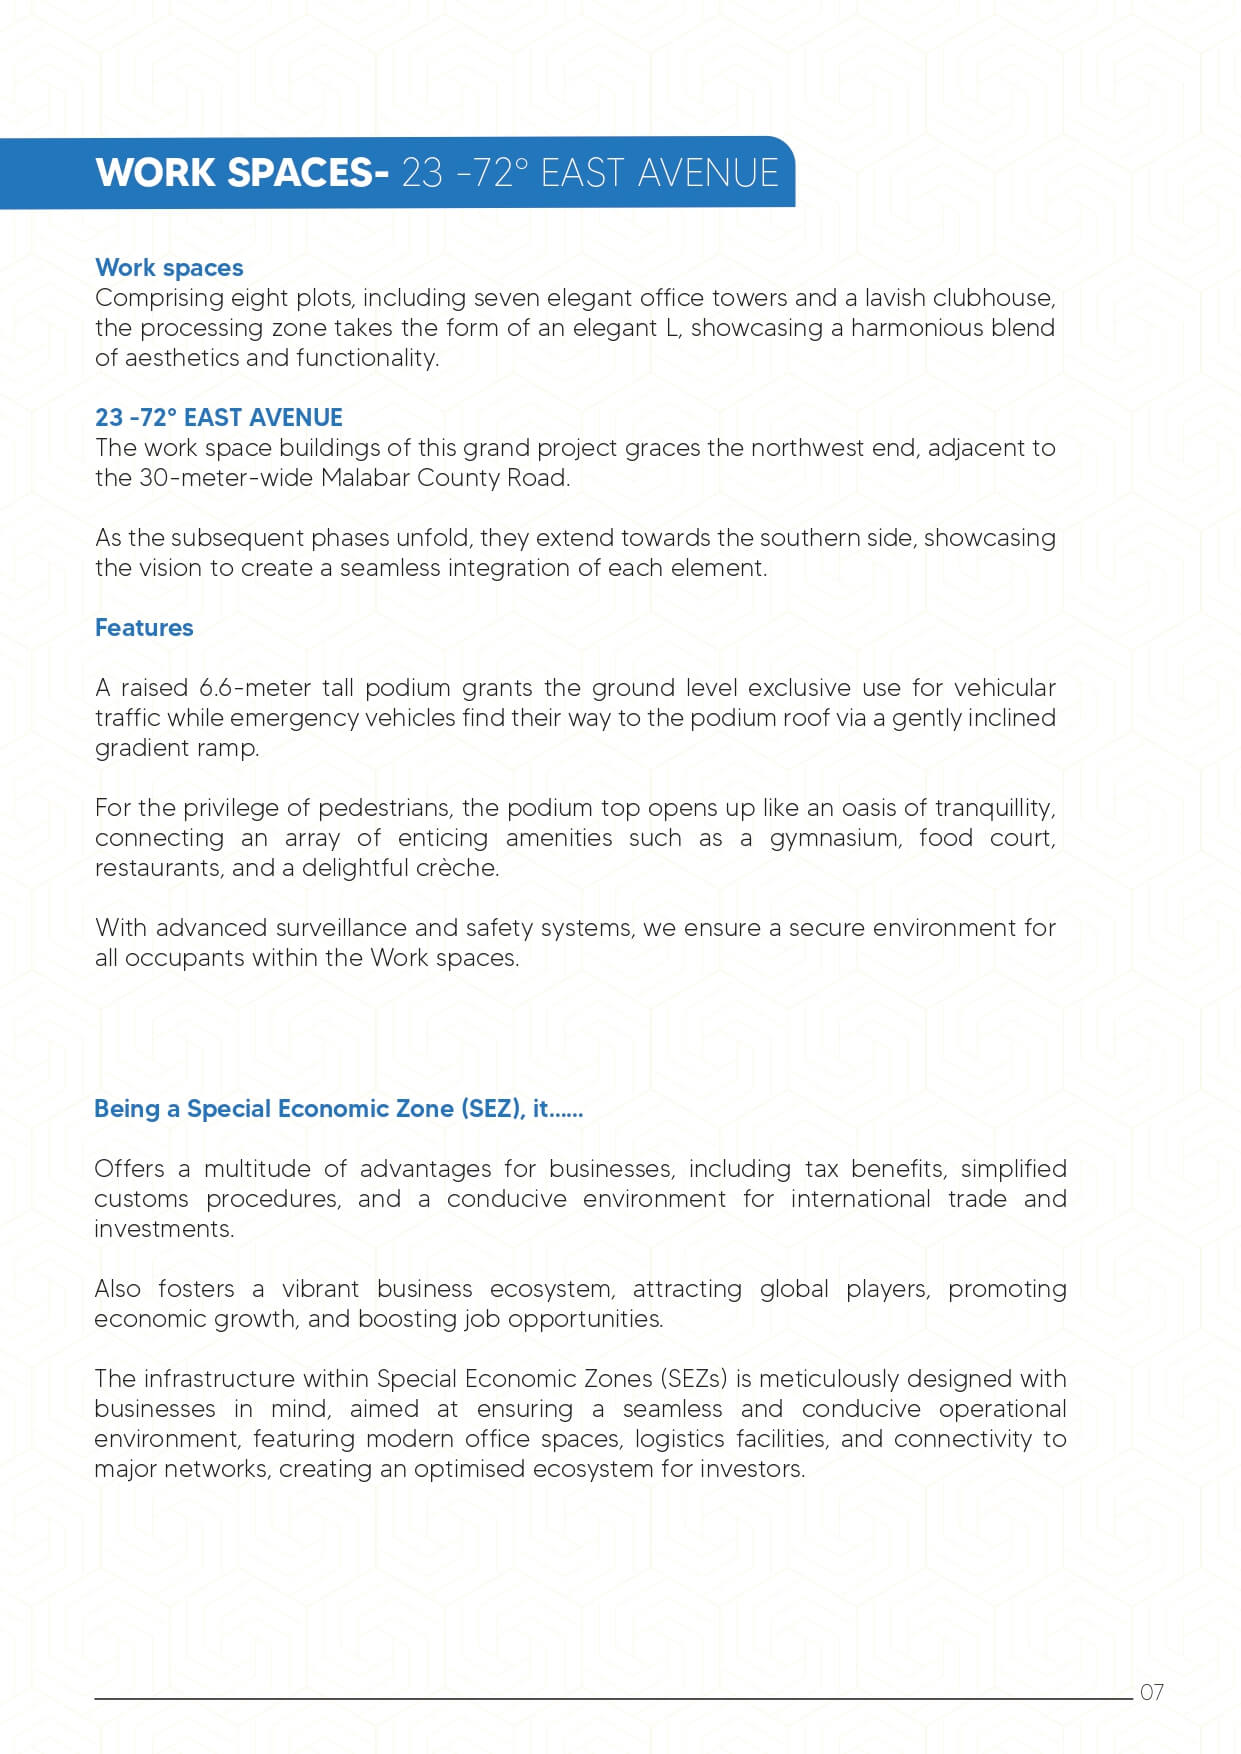 WORK SPACES- 23 -72° EAST AVENUE
Work spaces
Comprising eight plots, including seven elegant office towers and a lavish clubhouse,
the processing zone takes the form of an elegant L, showcasing a harmonious blend
of aesthetics and functionality.
23 -72° EAST AVENUE
The work space buildings of this grand project graces the northwest end, adjacent to
the 30-meter-wide Malabar County Road.
As the subsequent phases unfold, they extend towards the southern side, showcasing
the vision to create a seamless integration of each element.
Features
A raised 6.6-meter tall podium grants the ground level exclusive use for vehicular
traffic while emergency vehicles find their way to the podium roof via a gently inclined
gradient ramp.
For the privilege of pedestrians, the podium top opens up like an oasis of tranquillity,
connecting an array of enticing amenities such as a gymnasium, food court,
restaurants, and a delightful crèche.
With advanced surveillance and safety systems, we ensure a secure environment for
all occupants within the Work spaces.
Being a Special Economic Zone (SEZ), it......
Offers a multitude of advantages for businesses, including tax benefits, simplified
customs procedures, and a conducive environment for international trade and
investments.
Also fosters a vibrant business ecosystem, attracting global players, promoting
economic growth, and boosting job opportunities.
The infrastructure within Special Economic Zones (SEZs) is meticulously designed with
businesses in mind, aimed at ensuring a seamless and conducive operational
environment, featuring modern office spaces, logistics facilities, and connectivity to
major networks, creating an optimised ecosystem for investors.
07